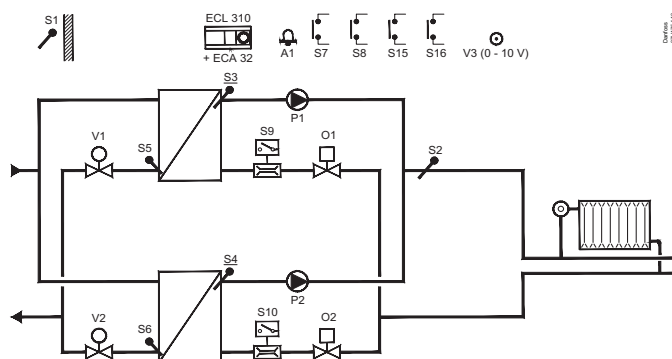 S1
ECL 310
+ ECA 32
A1
S7
S8
S15
S16
V3 (0 - 10 V)
Danfoss
S3
P1
V1
S5
S9
O1
S2
S4
P2
V2
S6
S10
O2